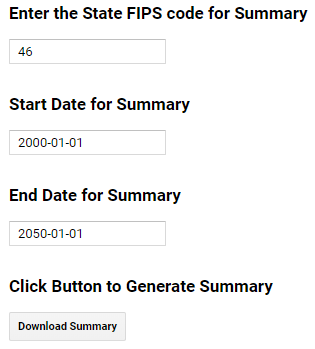 Enter the State FIPS code for Summary
46
Start Date for Summary
2000-01-01
End Date for Summary
2050-01-01
Click Button to Generate Summary
Download Summary